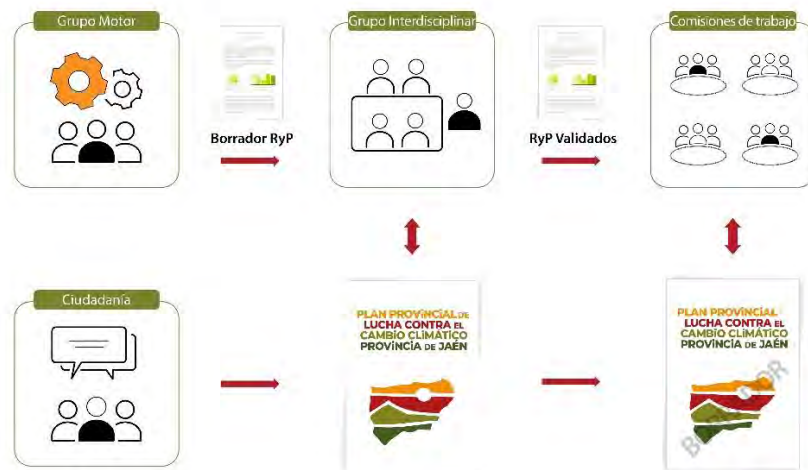 Grupo Motor
Borrador RyP
Grupo Interdisciplinar
RyP Validados
Comisiones de trabajo
Ciudadanía
PLAN PROVINCIAL DE
LUCHA CONTRA EL
CAMBIO CLIMÁTICO
PROVINCIA DE JAÉN
PLAN PROVINCIAL
LUCHA CONTRA EL
CAMBIO CLIMÁTICO
PROVINCIA DE JAÉN
BORRADOR